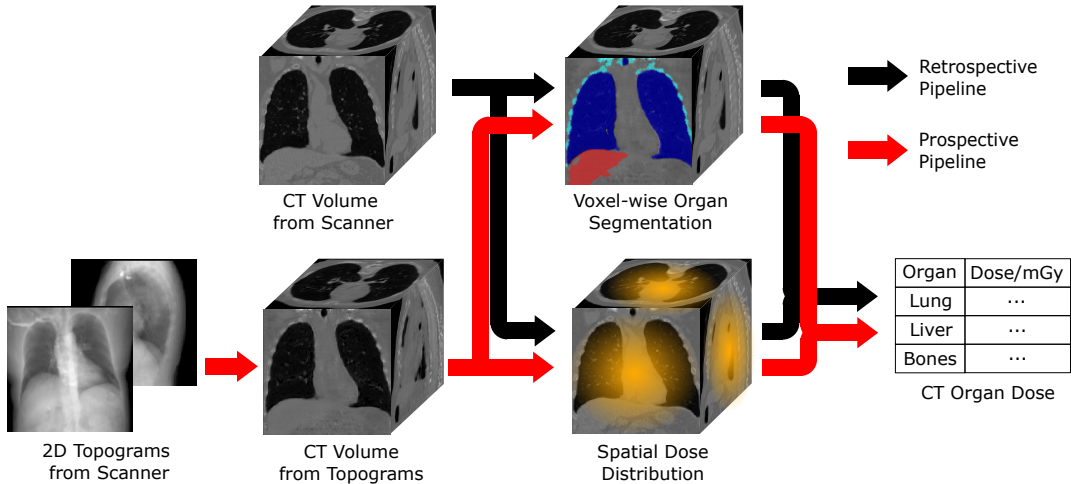 CT Volume
from Scanner
Voxel-wise Organ
Segmentation
Retrospective
Pipeline
Prospective
Pipeline
2D Topograms
from Scanner
CT Volume
from Topograms
Spatial Dose
Distribution
Organ Dose/mGy
Lung ...
Liver ...
Bones ...
CT Organ Dose